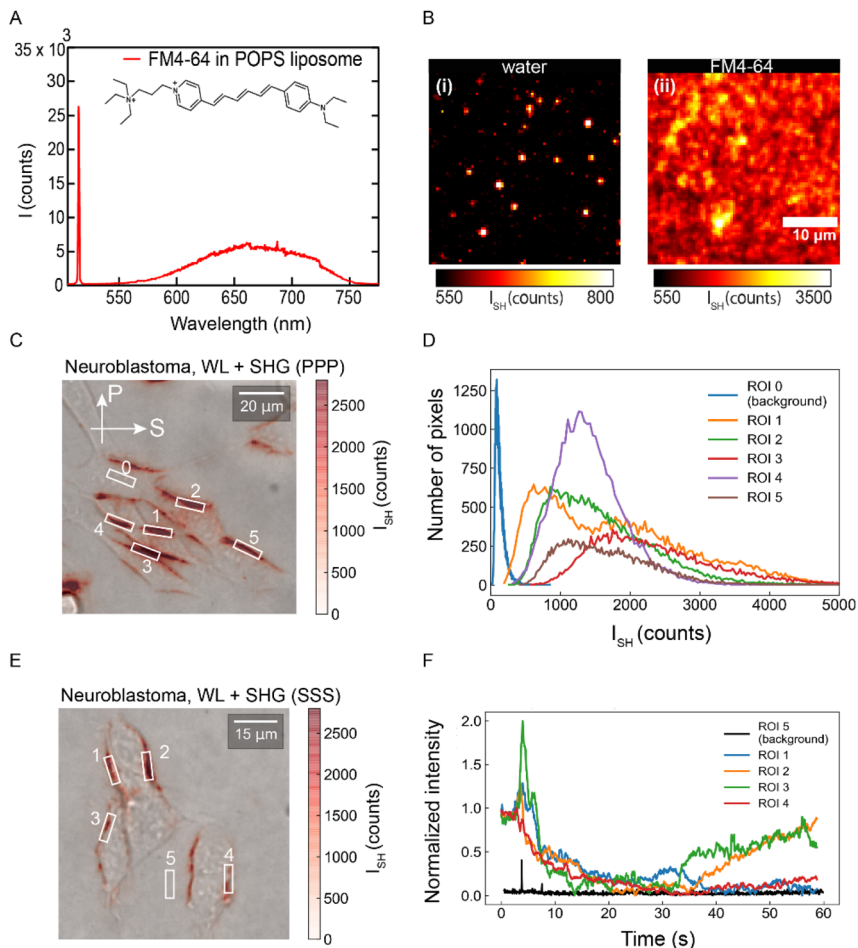 A
35 x 10
3
FM4-64 in POPS liposome
N
+
N
+
N
30
25
20
15
10
5
0
I (counts)
550
600
650
700
750
Wavelength (nm)
B
water
FM4-64
(i)
(ii)
10 µm
550
800
I_SH (counts)
550
3500
I_SH (counts)
C
Neuroblastoma, WL + SHG (PPP)
P
S
20 µm
0
1
2
3
4
5
2500
2000
1500
1000
500
0
I_SH (counts)
D
Number of pixels
1250
1000
750
500
250
0
ROI 0
(background)
ROI 1
ROI 2
ROI 3
ROI 4
ROI 5
0
1000
2000
3000
4000
5000
I_SH (counts)
E
Neuroblastoma, WL + SHG (SSS)
15 µm
1
2
3
4
5
2500
2000
1500
1000
500
0
I_SH (counts)
F
Normalized intensity
2.0
1.5
1.0
0.5
0.0
ROI 5
(background)
ROI 1
ROI 2
ROI 3
ROI 4
0
10
20
30
40
50
60
Time (s)